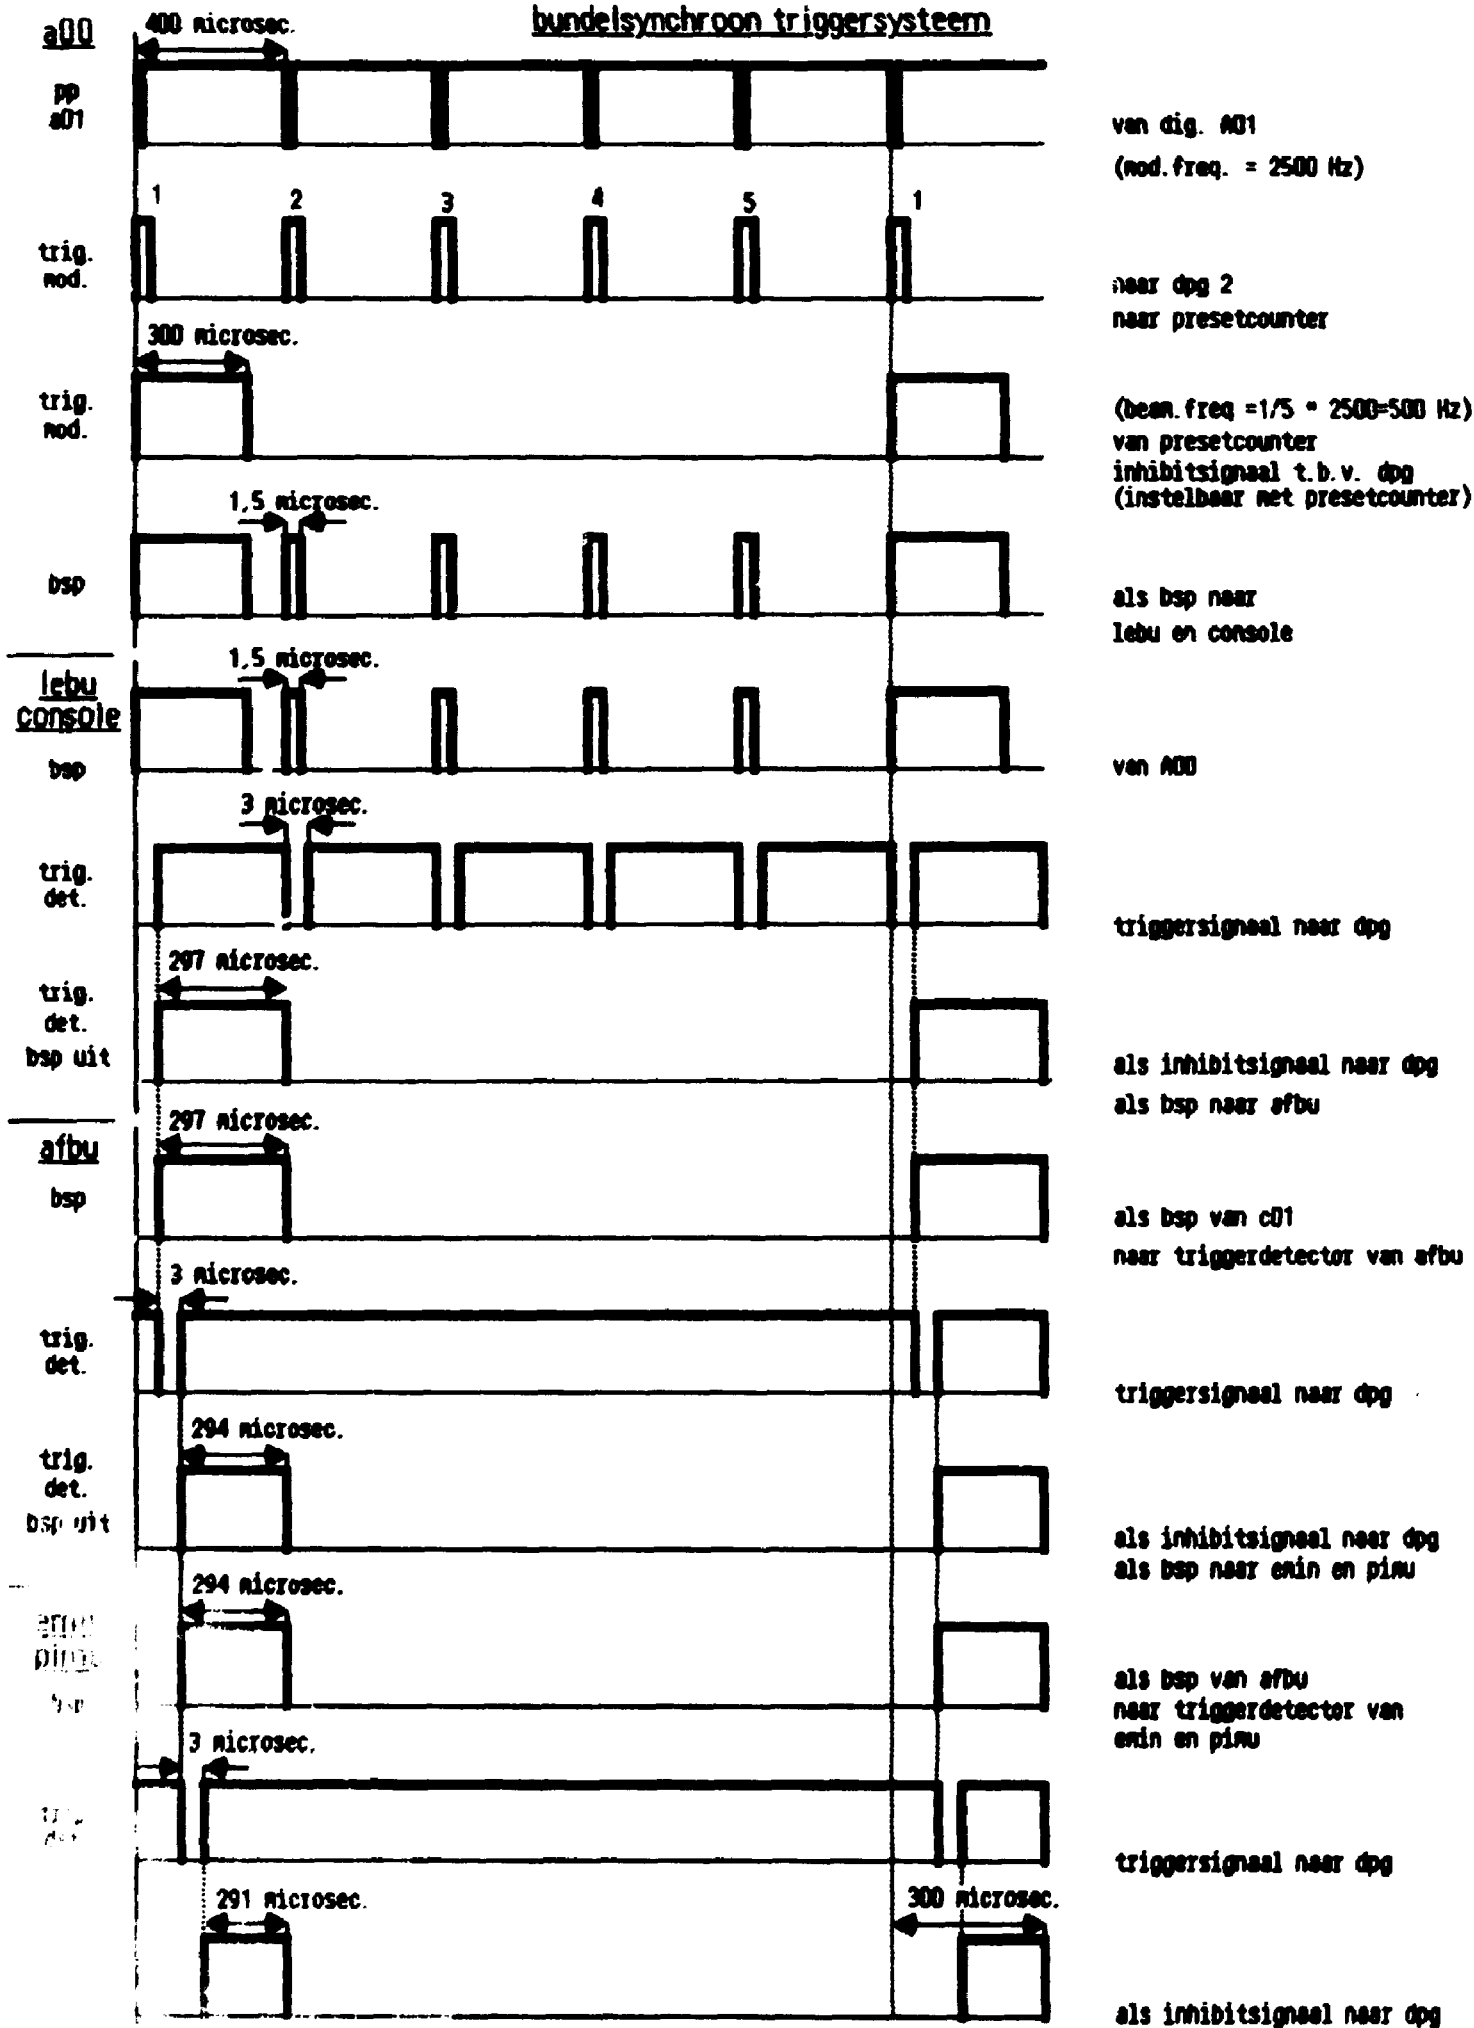 bundelsynchroon triggersysteem
a00
400 microsec.
pp
a01
van dig. A01
(mod.freq. = 2500 Hz)
1 2 3 4 5 1
trig.
mod.
naar dpg 2
naar presetcounter
300 microsec.
trig.
mod.
(beam.freq =1/5 * 2500=500 Hz)
van presetcounter
inhibitsignaal t.b.v. dpg
(instelbaar met presetcounter)
1,5 microsec.
bsp
als bsp naar
lebu en console
1,5 microsec.
lebu
console
bsp
van A00
3 microsec.
trig.
det.
triggersignaal naar dpg
297 microsec.
trig.
det.
bsp uit
als inhibitsignaal naar dpg
als bsp naar afbu
297 microsec.
afbu
bsp
als bsp van c01
naar triggerdetector van afbu
3 microsec.
trig.
det.
triggersignaal naar dpg
294 microsec.
trig.
det.
bsp uit
als inhibitsignaal naar dpg
als bsp naar emin en pimu
294 microsec.
emin
pimu
bsp
als bsp van afbu
naar triggerdetector van
emin en pimu
3 microsec.
trig.
det.
triggersignaal naar dpg
291 microsec.
300 microsec.
als inhibitsignaal naar dpg